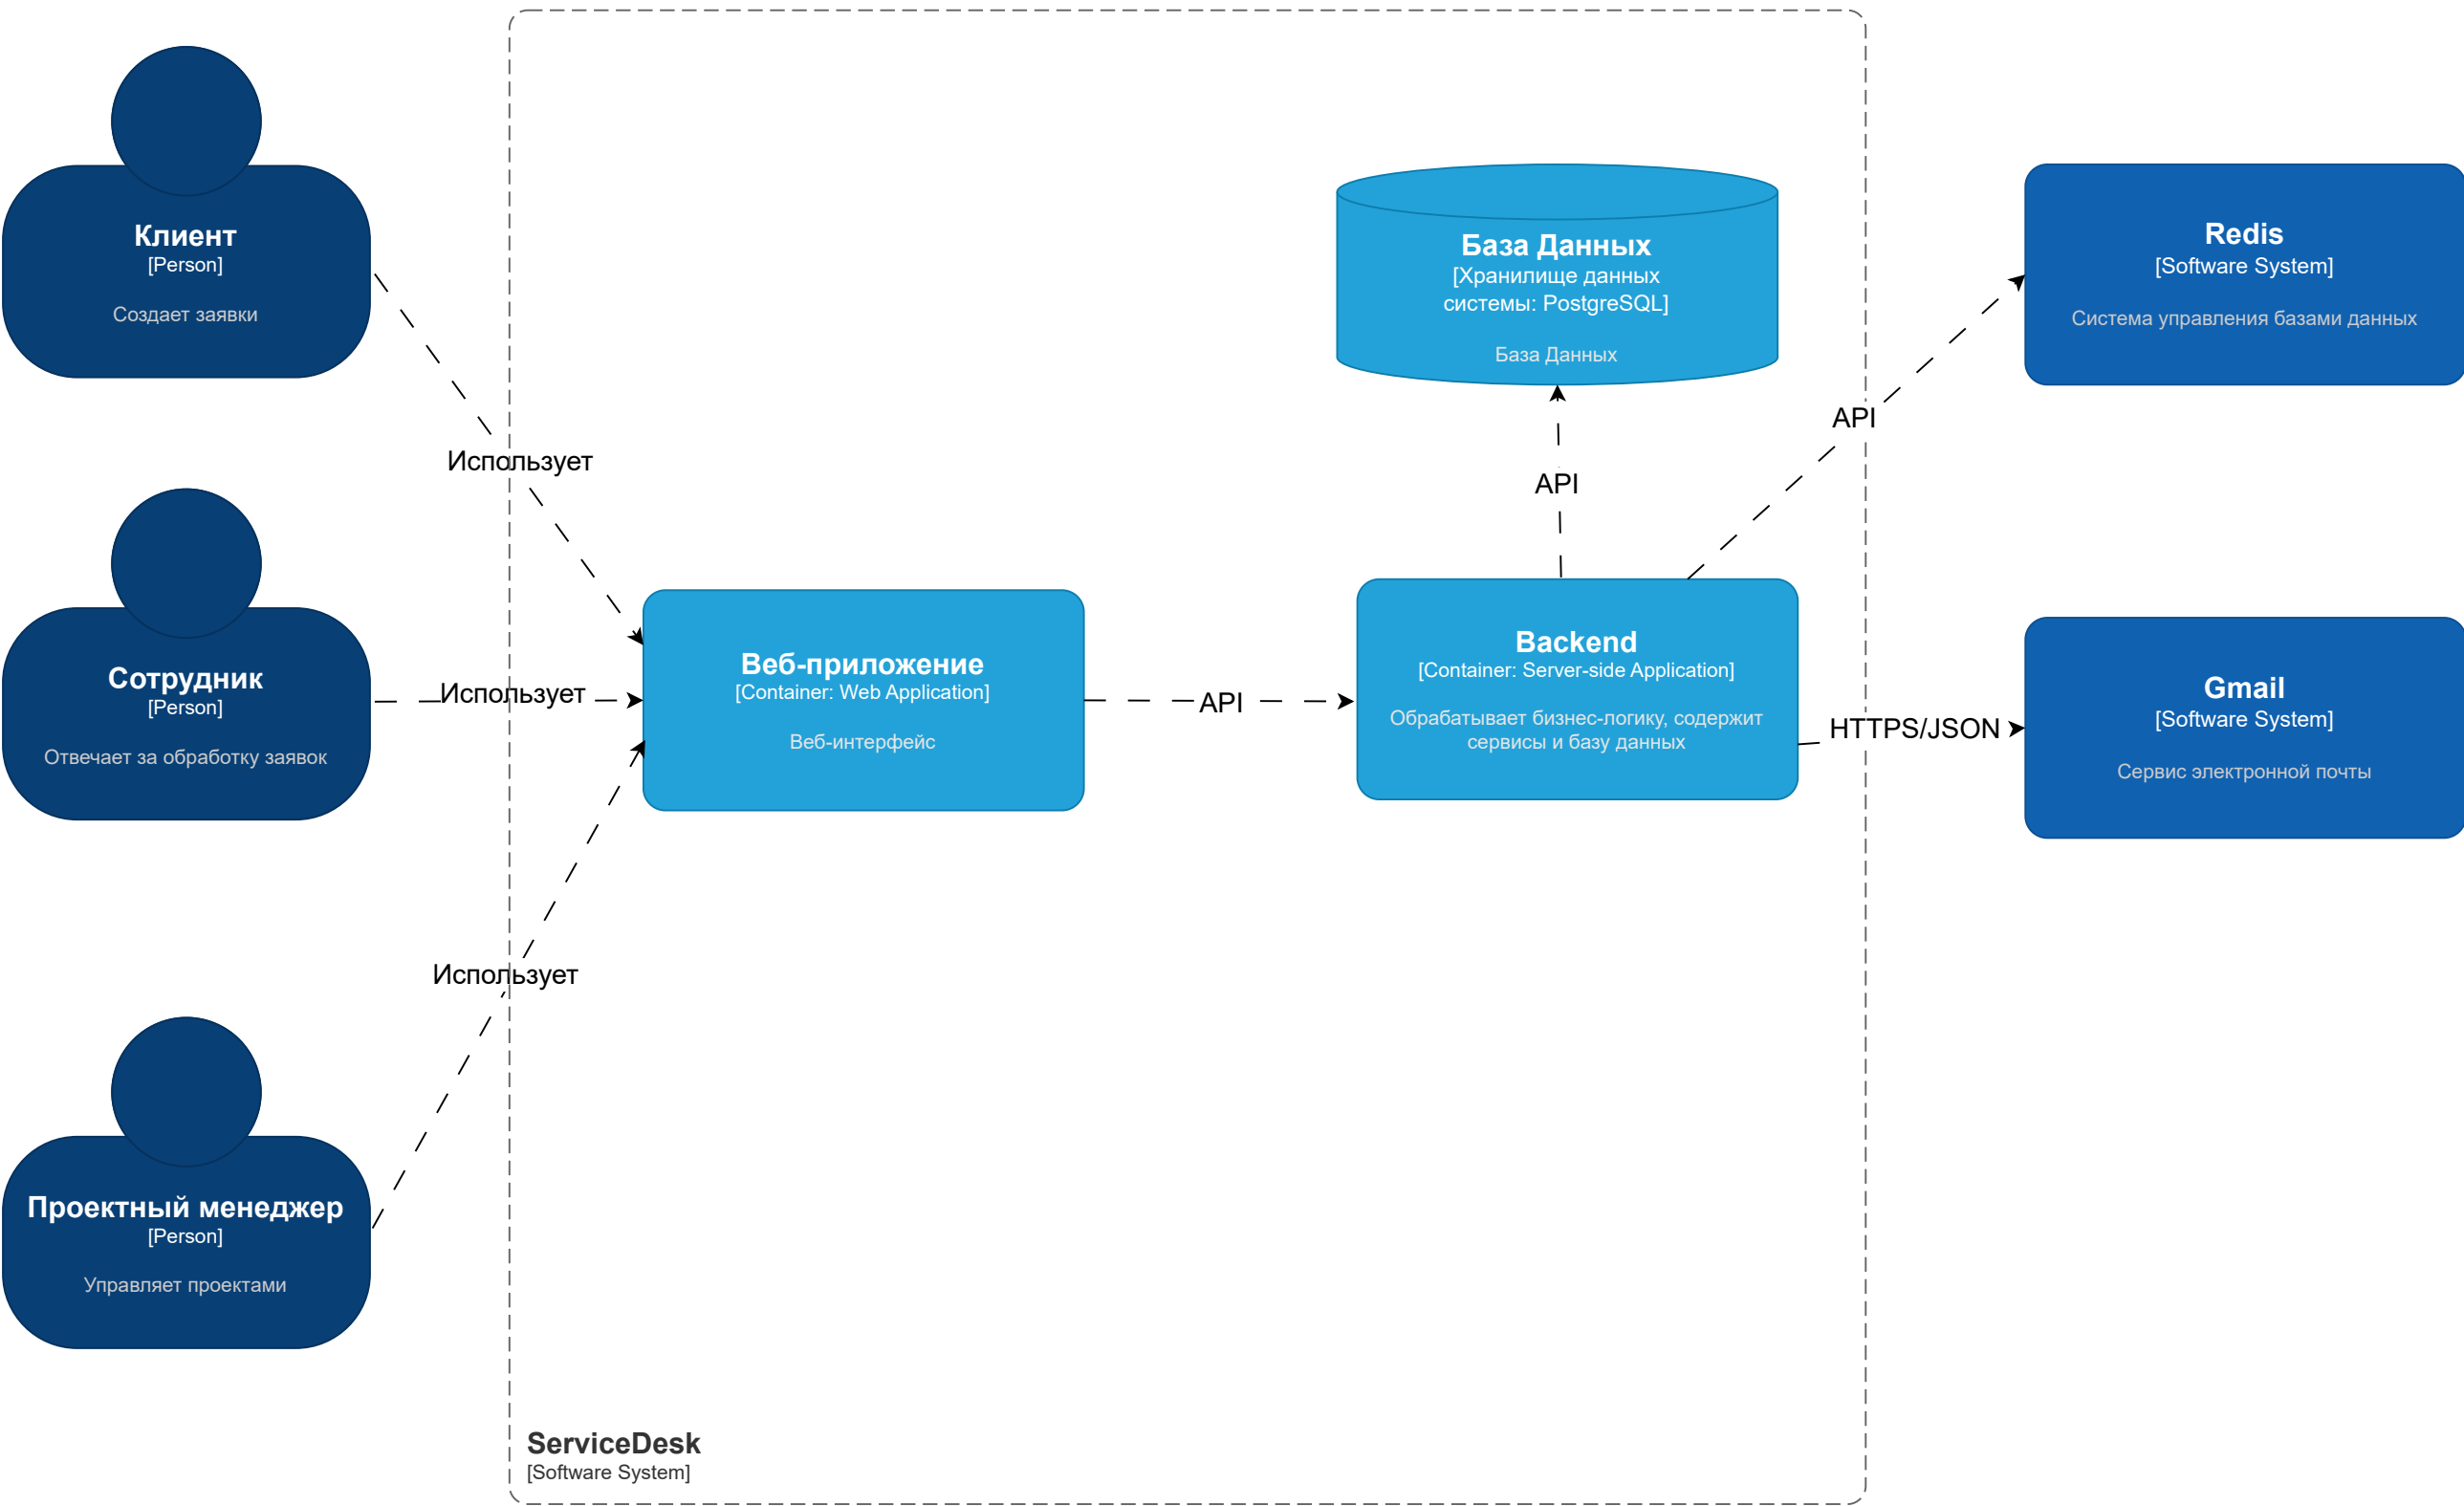 Клиент
[Person]
Создает заявки
Сотрудник
[Person]
Отвечает за обработку заявок
Проектный менеджер
[Person]
Управляет проектами
Использует
Использует
Использует
Веб-приложение
[Container: Web Application]
Веб-интерфейс
API
База Данных
[Хранилище данных
системы: PostgreSQL]
База Данных
API
Backend
[Container: Server-side Application]
Обрабатывает бизнес-логику, содержит
сервисы и базу данных
API
HTTPS/JSON
Redis
[Software System]
Система управления базами данных
Gmail
[Software System]
Сервис электронной почты
ServiceDesk
[Software System]